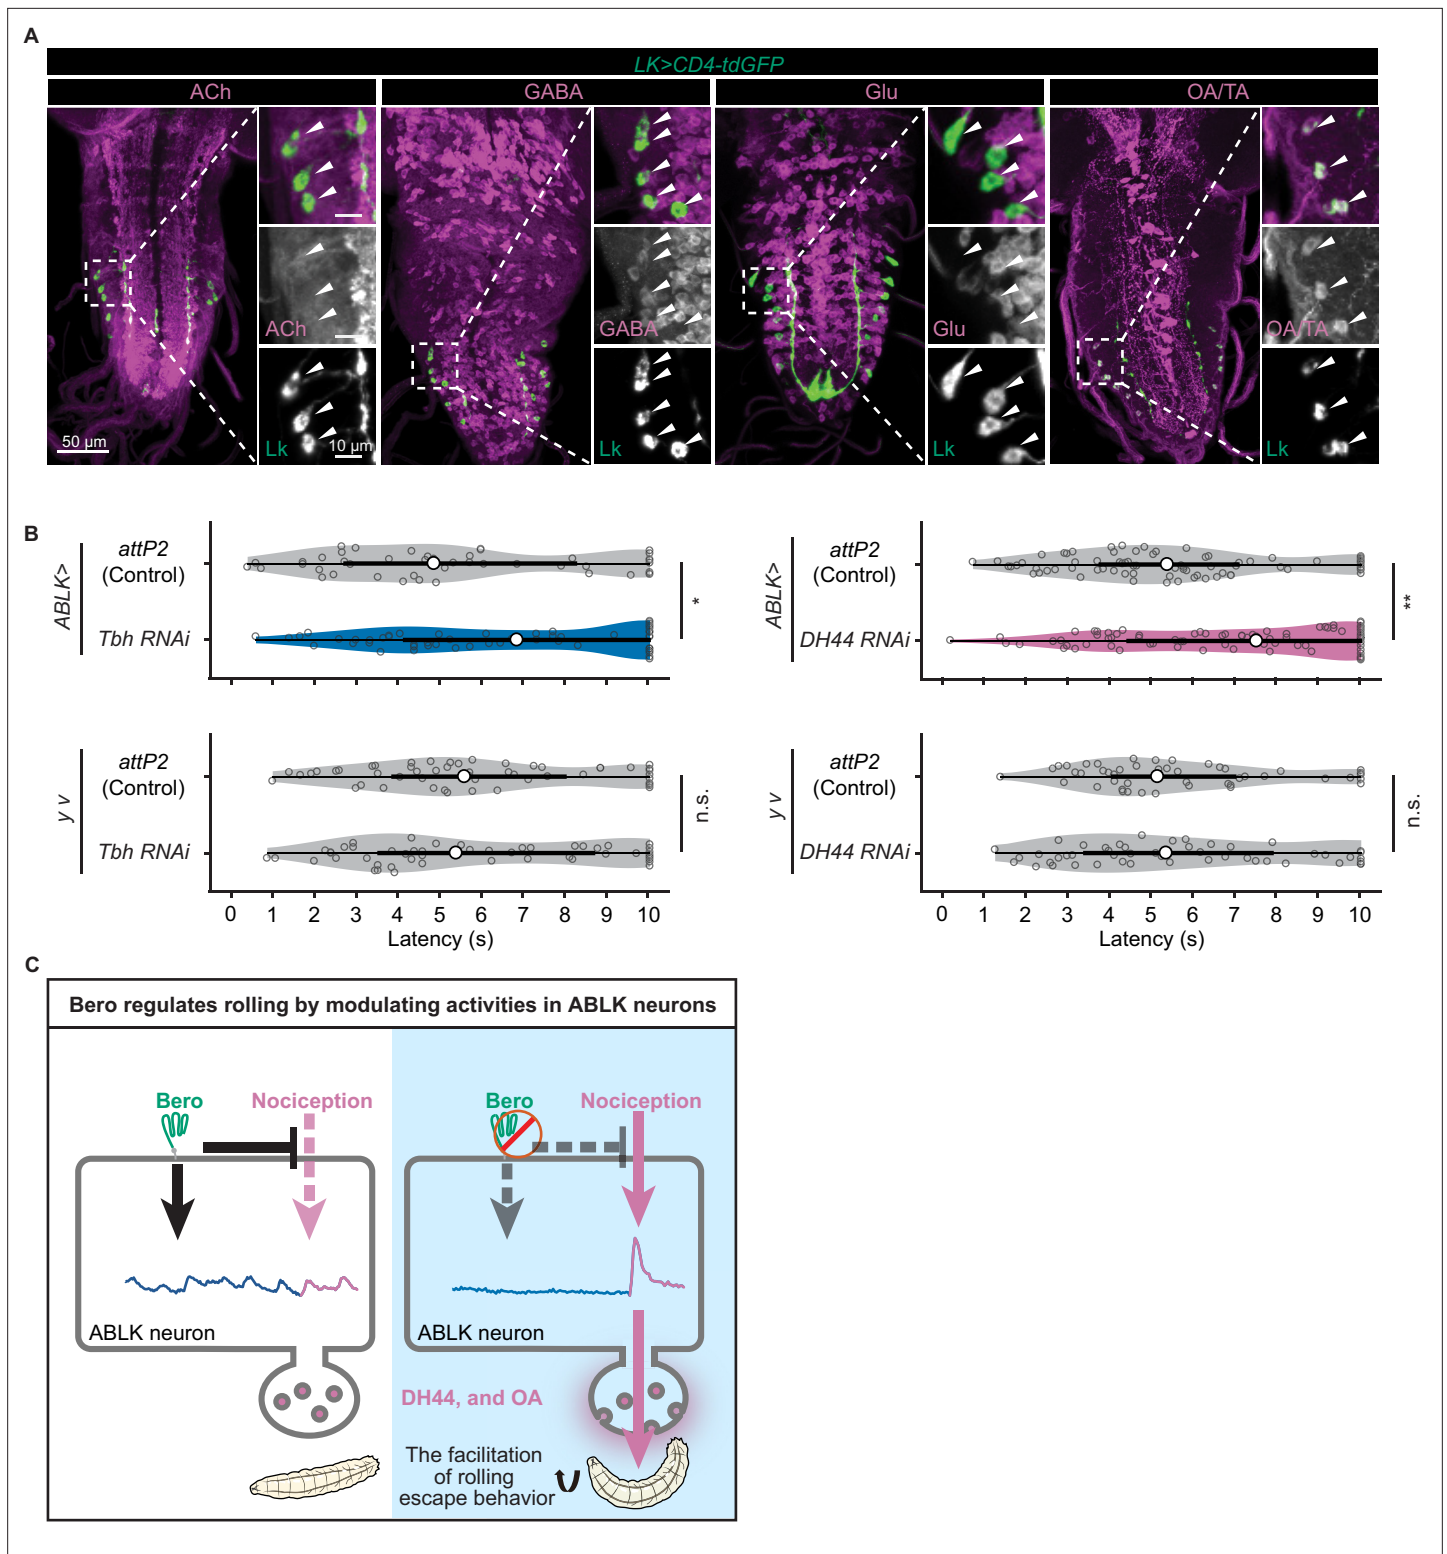 A
LK>CD4-tdGFP
ACh
GABA
Glu
OA/TA
ACh
GABA
Glu
OA/TA
50 µm
Lk
10 µm
Lk
Lk
Lk
B
ABLK>
attP2
(Control)
Tbh RNAi
*
ABLK>
attP2
(Control)
DH44 RNAi
**
y v
attP2
(Control)
Tbh RNAi
n.s.
0 1 2 3 4 5 6 7 8 9 10
Latency (s)
y v
attP2
(Control)
DH44 RNAi
n.s.
0 1 2 3 4 5 6 7 8 9 10
Latency (s)
C
Bero regulates rolling by modulating activities in ABLK neurons
Bero
Nociception
ABLK neuron
Bero
Nociception
ABLK neuron
DH44, and OA
The facilitation
of rolling
escape behavior